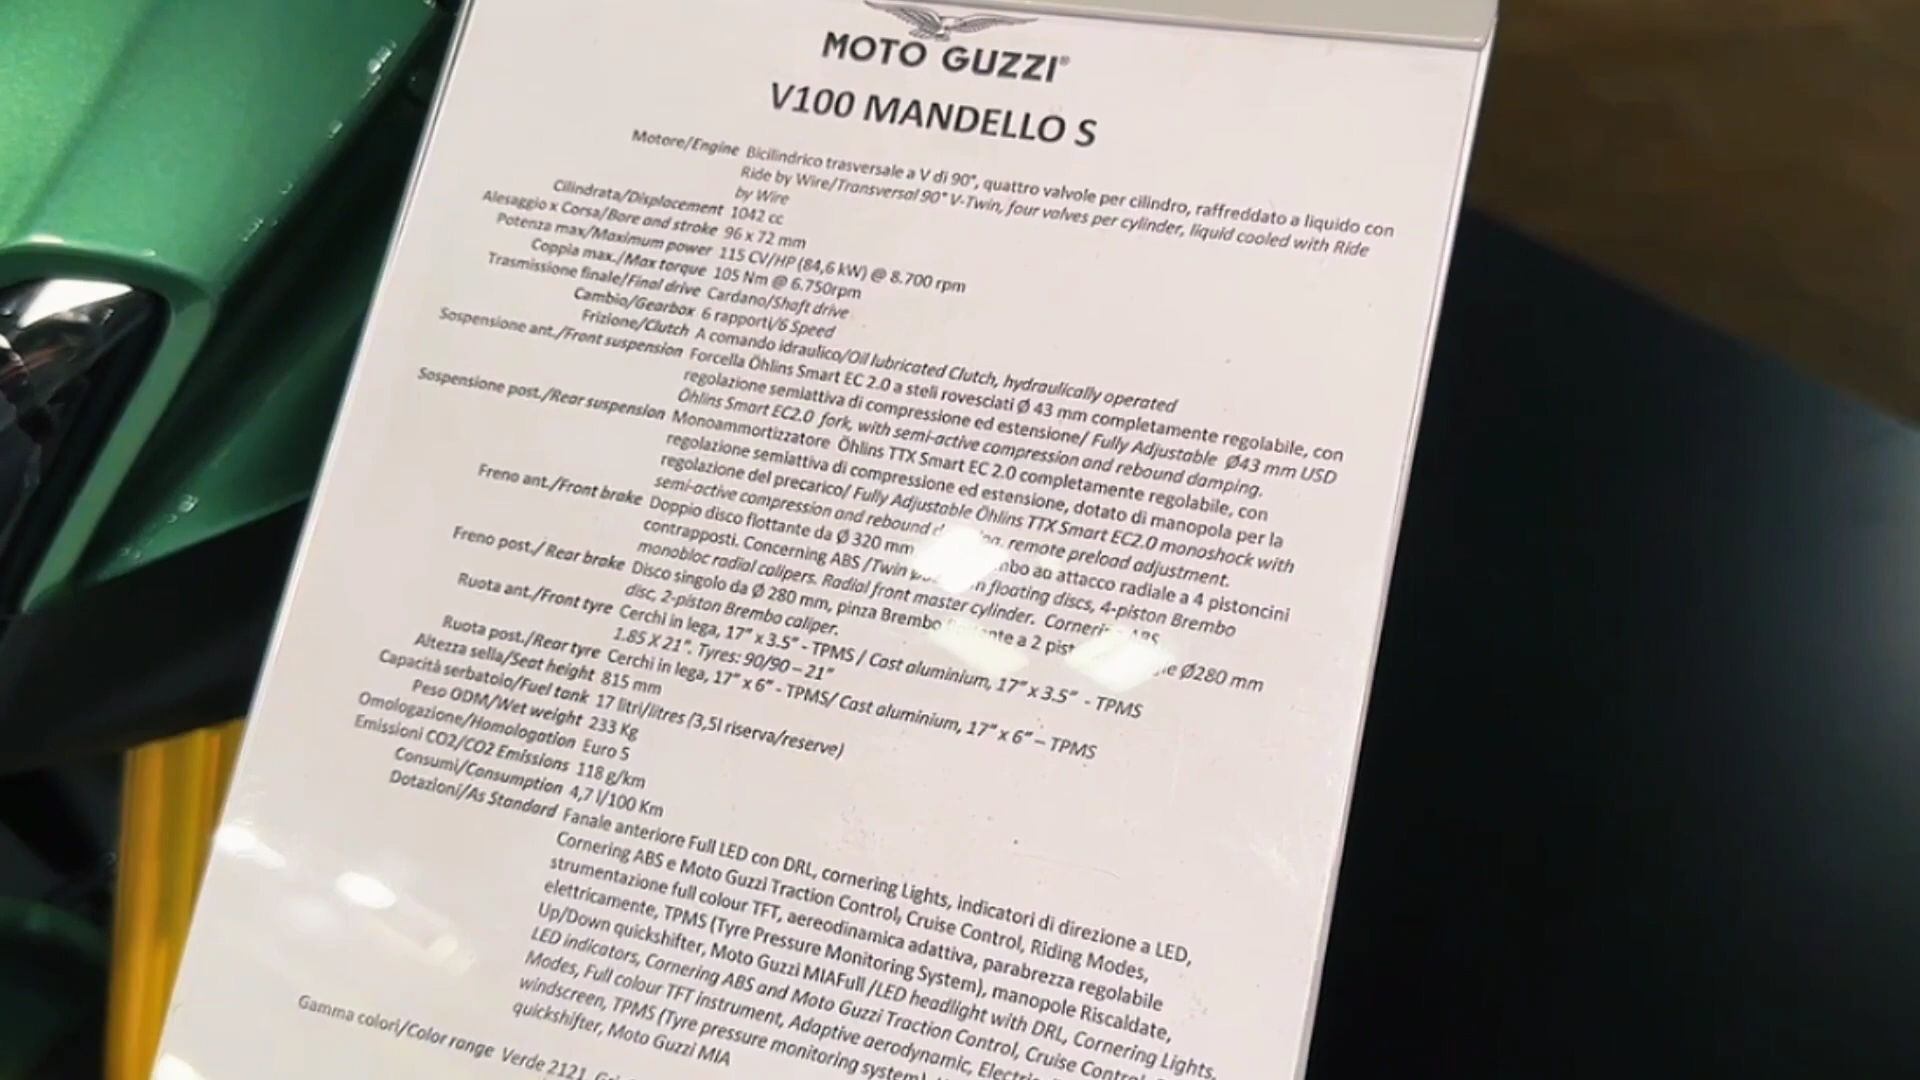 MOTO GUZZI®
V100 MANDELLO S
Motore/Engine Bicilindrico trasversale a V di 90°, quattro valvole per cilindro, raffreddato a liquido con
Ride by Wire/Transversal 90° V-Twin, four valves per cylinder, liquid cooled with Ride
by Wire
Cilindrata/Displacement 1042 cc
Alesaggio x Corsa/Bore and stroke 96 x 72 mm
Potenza max/Maximum power 115 CV/HP (84,6 kW) @ 8.700 rpm
Coppia max./Max torque 105 Nm @ 6.750rpm
Trasmissione finale/Final drive Cardano/Shaft drive
Cambio/Gearbox 6 rapporti/6 Speed
Frizione/Clutch A comando idraulico/Oil lubricated Clutch, hydraulically operated
Sospensione ant./Front suspension Forcella Öhlins Smart EC 2.0 a steli rovesciati Ø 43 mm completamente regolabile, con
regolazione semiattiva di compressione ed estensione/ Fully Adjustable Ø43 mm USD
Öhlins Smart EC2.0 fork, with semi-active compression and rebound damping.
Sospensione post./Rear suspension Monoammortizzatore Öhlins TTX Smart EC 2.0 completamente regolabile, con
regolazione semiattiva di compressione ed estensione, dotato di manopola per la
regolazione del precarico/ Fully Adjustable Öhlins TTX Smart EC2.0 monoshock with
semi-active compression and rebound remote preload adjustment.
Freno ant./Front brake Doppio disco flottante da Ø 320 mm ad attacco radiale a 4 pistoncini
contrapposti. Concerning ABS /Twin floating discs, 4-piston Brembo
monobloc radial calipers. Radial front master cylinder. ABS
Freno post./ Rear brake Disco singolo da Ø 280 mm, pinza Brembo a 2 Ø280 mm
disc, 2-piston Brembo caliper.
Ruota ant./Front tyre Cerchi in lega, 17" x 3.5" - TPMS / Cast aluminium, 17" x 3.5" - TPMS
1.85 X 21". Tyres: 90/90 – 21"
Ruota post./Rear tyre Cerchi in lega, 17" x 6" - TPMS/ Cast aluminium, 17" x 6" – TPMS
Altezza sella/Seat height 815 mm
Capacità serbatoio/Fuel tank 17 litri/litres (3,5l riserva/reserve)
Peso ODM/Wet weight 233 Kg
Omologazione/Homologation Euro 5
Emissioni CO2/CO2 Emissions 118 g/km
Consumi/Consumption 4,7 l/100 Km
Dotazioni/As Standard Fanale anteriore Full LED con DRL, cornering Lights, indicatori di direzione a LED,
Cornering ABS e Moto Guzzi Traction Control, Cruise Control, Riding Modes,
strumentazione full colour TFT, aereodinamica adattiva, parabrezza regolabile
elettricamente, TPMS (Tyre Pressure Monitoring System), manopole Riscaldate,
Up/Down quickshifter, Moto Guzzi MIAFull /LED headlight with DRL, Cornering Lights,
LED indicators, Cornering ABS and Moto Guzzi Traction Control, Cruise Control,
Modes, Full colour TFT instrument, Adaptive aerodynamic,
windscreen, TPMS (Tyre pressure monitoring system),
quickshifter, Moto Guzzi MIA
Gamma colori/Color range Verde 2121,